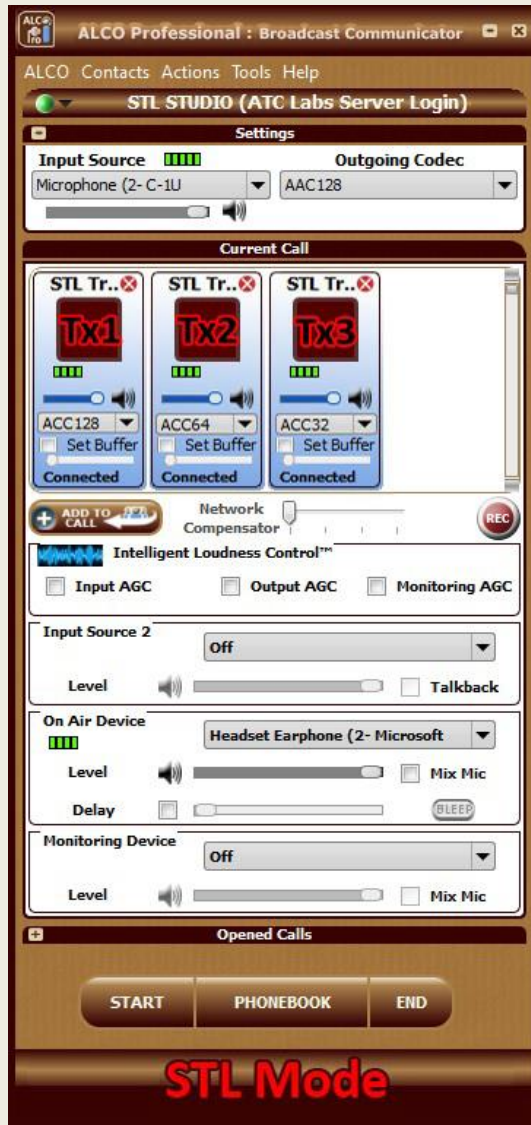 ALCO
Pro
ALCO Professional : Broadcast Communicator
ALCO Contacts Actions Tools Help
STL STUDIO (ATC Labs Server Login)
Settings
Input Source Outgoing Codec
Microphone (2- C-1U AAC128
Current Call
STL Tr.. STL Tr.. STL Tr..
Tx1 Tx2 Tx3
ACC128 ACC64 ACC32
Set Buffer Set Buffer Set Buffer
Connected Connected Connected
ADD TO CALL
Network Compensator
REC
Intelligent Loudness Control™
Input AGC Output AGC Monitoring AGC
Input Source 2
Off
Level Talkback
On Air Device
Headset Earphone (2- Microsoft
Level Mix Mic
Delay BLEEP
Monitoring Device
Off
Level Mix Mic
Opened Calls
START PHONEBOOK END
STL Mode